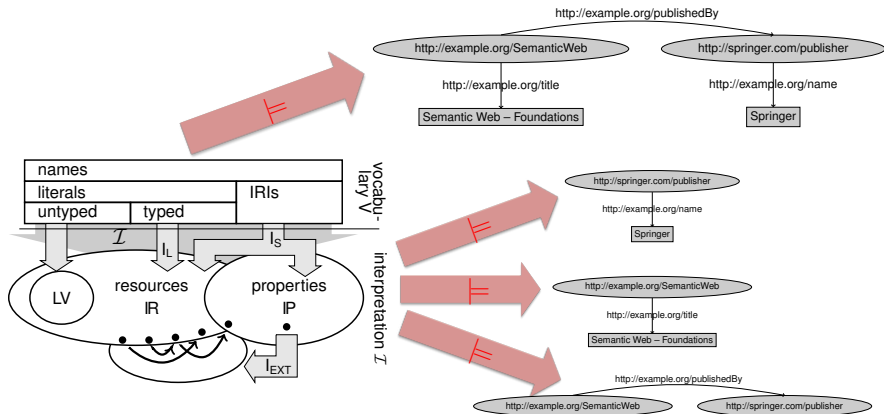 http://example.org/publishedBy
http://example.org/SemanticWeb
http://springer.com/publisher
http://example.org/title
http://example.org/name
Semantic Web – Foundations
Springer
⊨
names
literals
IRIs
untyped
typed
vocabu-
lary V
ℐ
I_L
I_S
LV
resources
IR
properties
IP
I_EXT
interpretation ℐ
⊨
http://springer.com/publisher
http://example.org/name
Springer
⊨
http://example.org/SemanticWeb
http://example.org/title
Semantic Web – Foundations
⊨
http://example.org/publishedBy
http://example.org/SemanticWeb
http://springer.com/publisher